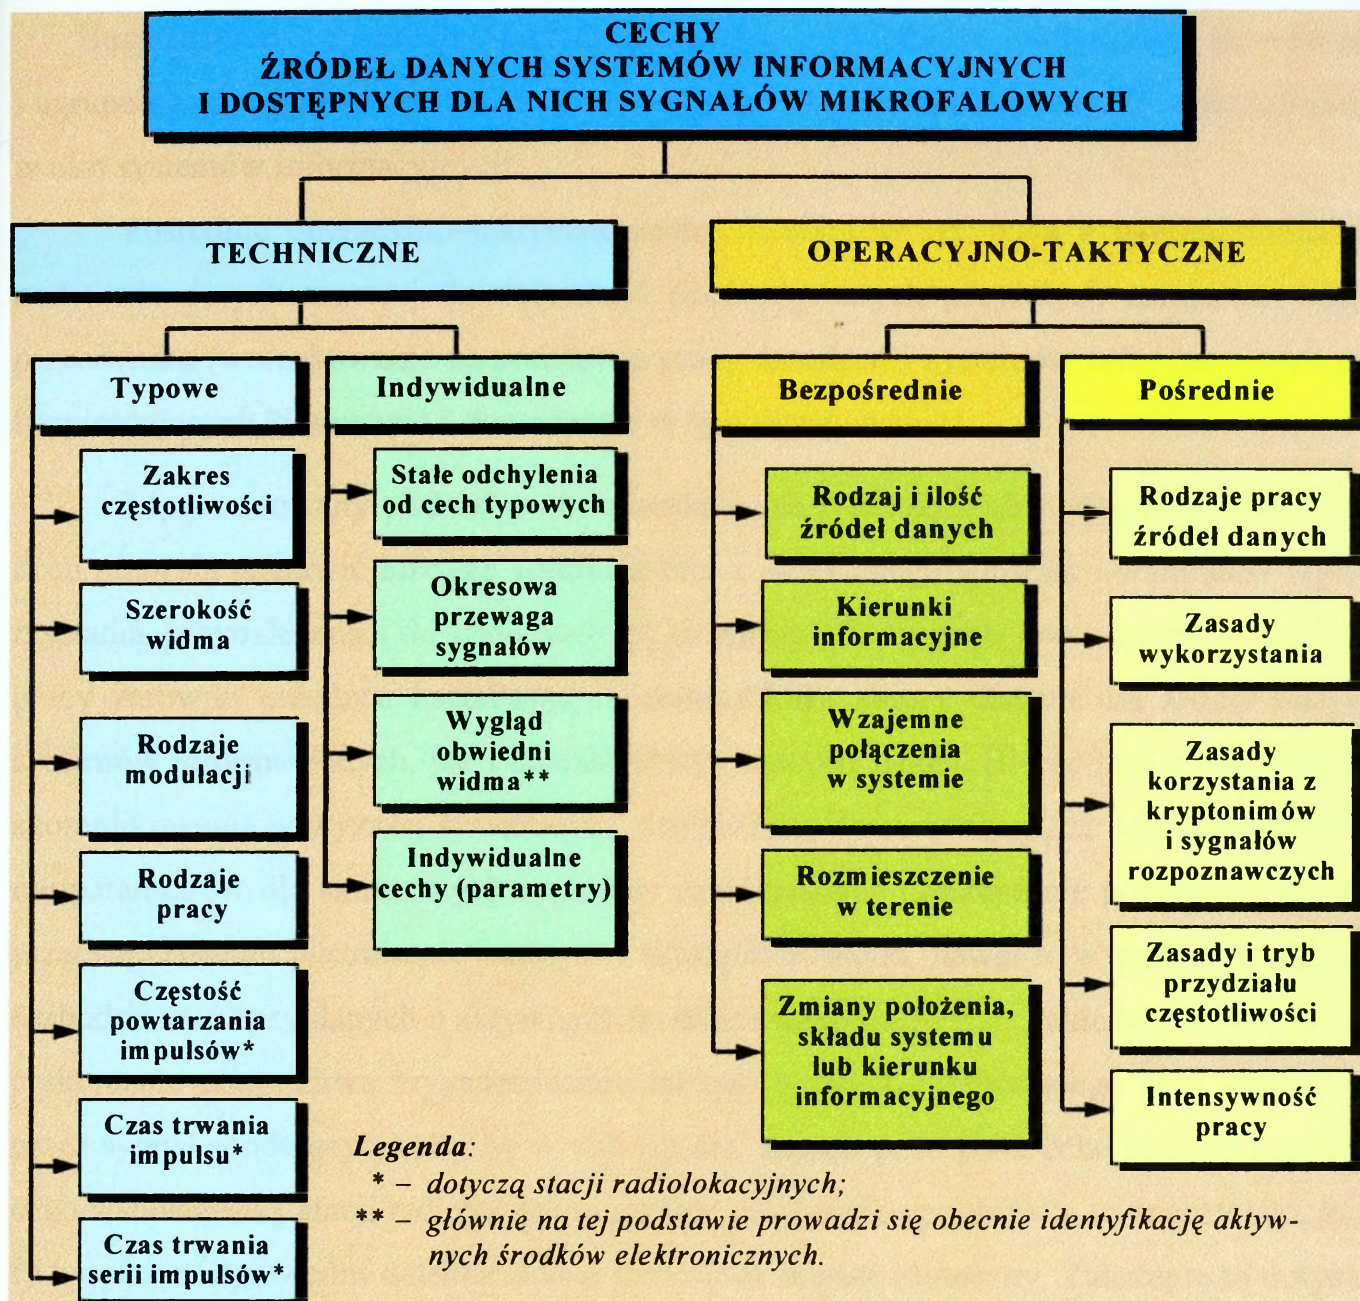 CECHY
ŹRÓDEŁ DANYCH SYSTEMÓW INFORMACYJNYCH
I DOSTĘPNYCH DLA NICH SYGNAŁÓW MIKROFALOWYCH
TECHNICZNE
OPERACYJNO-TAKTYCZNE
Typowe
Indywidualne
Bezpośrednie
Pośrednie
Zakres
częstotliwości
Szerokość
widma
Rodzaje
modulacji
Rodzaje
pracy
Częstość
powtarzania
impulsów*
Czas trwania
impulsu*
Czas trwania
serii impulsów*
Stałe odchylenia
od cech typowych
Okresowa
przewaga
sygnałów
Wygląd
obwiedni
widma**
Indywidualne
cechy (parametry)
Rodzaj i ilość
źródeł danych
Kierunki
informacyjne
Wzajemne
połączenia
w systemie
Rozmieszczenie
w terenie
Zmiany położenia,
składu systemu
lub kierunku
informacyjnego
Rodzaje pracy
źródeł danych
Zasady
wykorzystania
Zasady
korzystania z
kryptonimów
i sygnałów
rozpoznawczych
Zasady i tryb
przydziału
częstotliwości
Intensywność
pracy
Legenda:
* – dotyczą stacji radiolokacyjnych;
** – głównie na tej podstawie prowadzi się obecnie identyfikację aktyw-
nych środków elektronicznych.